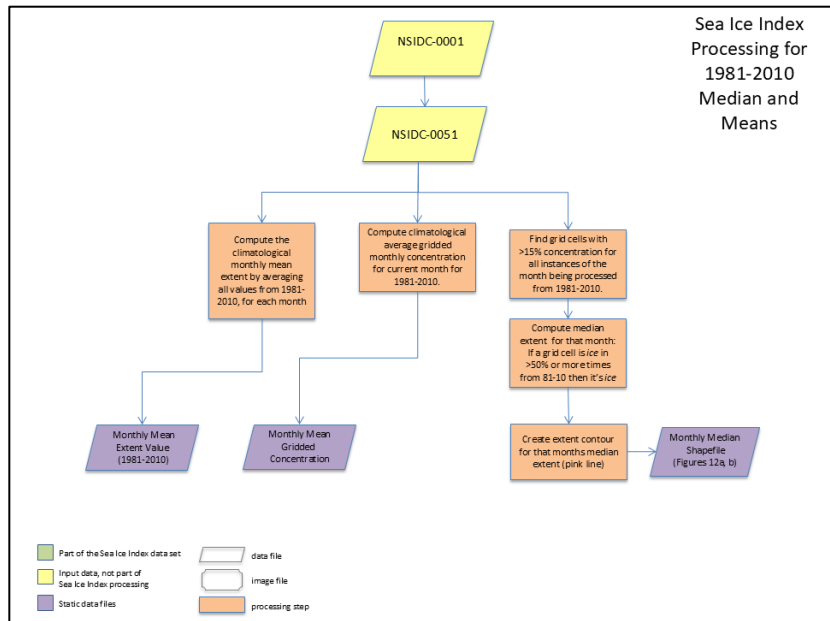 Sea Ice Index
Processing for
1981-2010
Median and
Means
NSIDC-0001
NSIDC-0051
Compute the
climatological
monthly mean
extent by averaging
all values from 1981-
2010, for each month
Compute climatological
average gridded
monthly concentration
for current month for
1981-2010.
Find grid cells with
>15% concentration for
all instances of the
month being processed
from 1981-2010.
Compute median
extent for that month:
If a grid cell is ice in
>50% or more times
from 81-10 then it's ice
Monthly Mean
Extent Value
(1981-2010)
Monthly Mean
Gridded
Concentration
Create extent contour
for that months median
extent (pink line)
Monthly Median
Shapefile
(Figures 12a, b)
Part of the Sea Ice Index data set
Input data, not part of
Sea Ice Index processing
Static data files
data file
image file
processing step